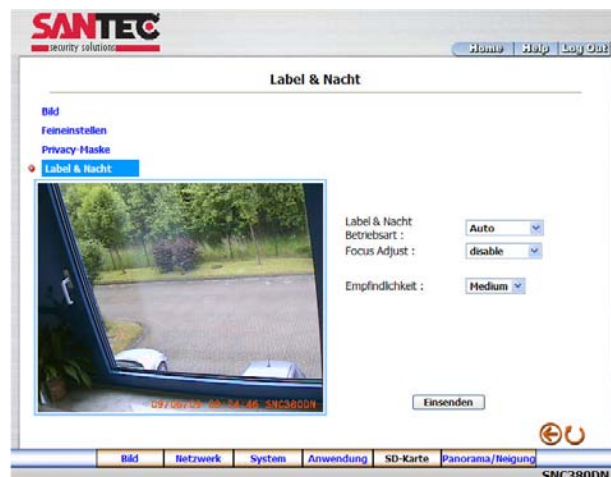 SANTEC
security solutions
Home Help Log Out
Label & Nacht
Bild
Feineinstellen
Privacy-Maske
Label & Nacht
Label & Nacht
Betriebsart :
Auto
Focus Adjust :
disable
Empfindlichkeit :
Medium
SNC380DN
Einsenden
Bild Netzwerk System Anwendung SD-Karte Panorama/Neigung
SNC380DN